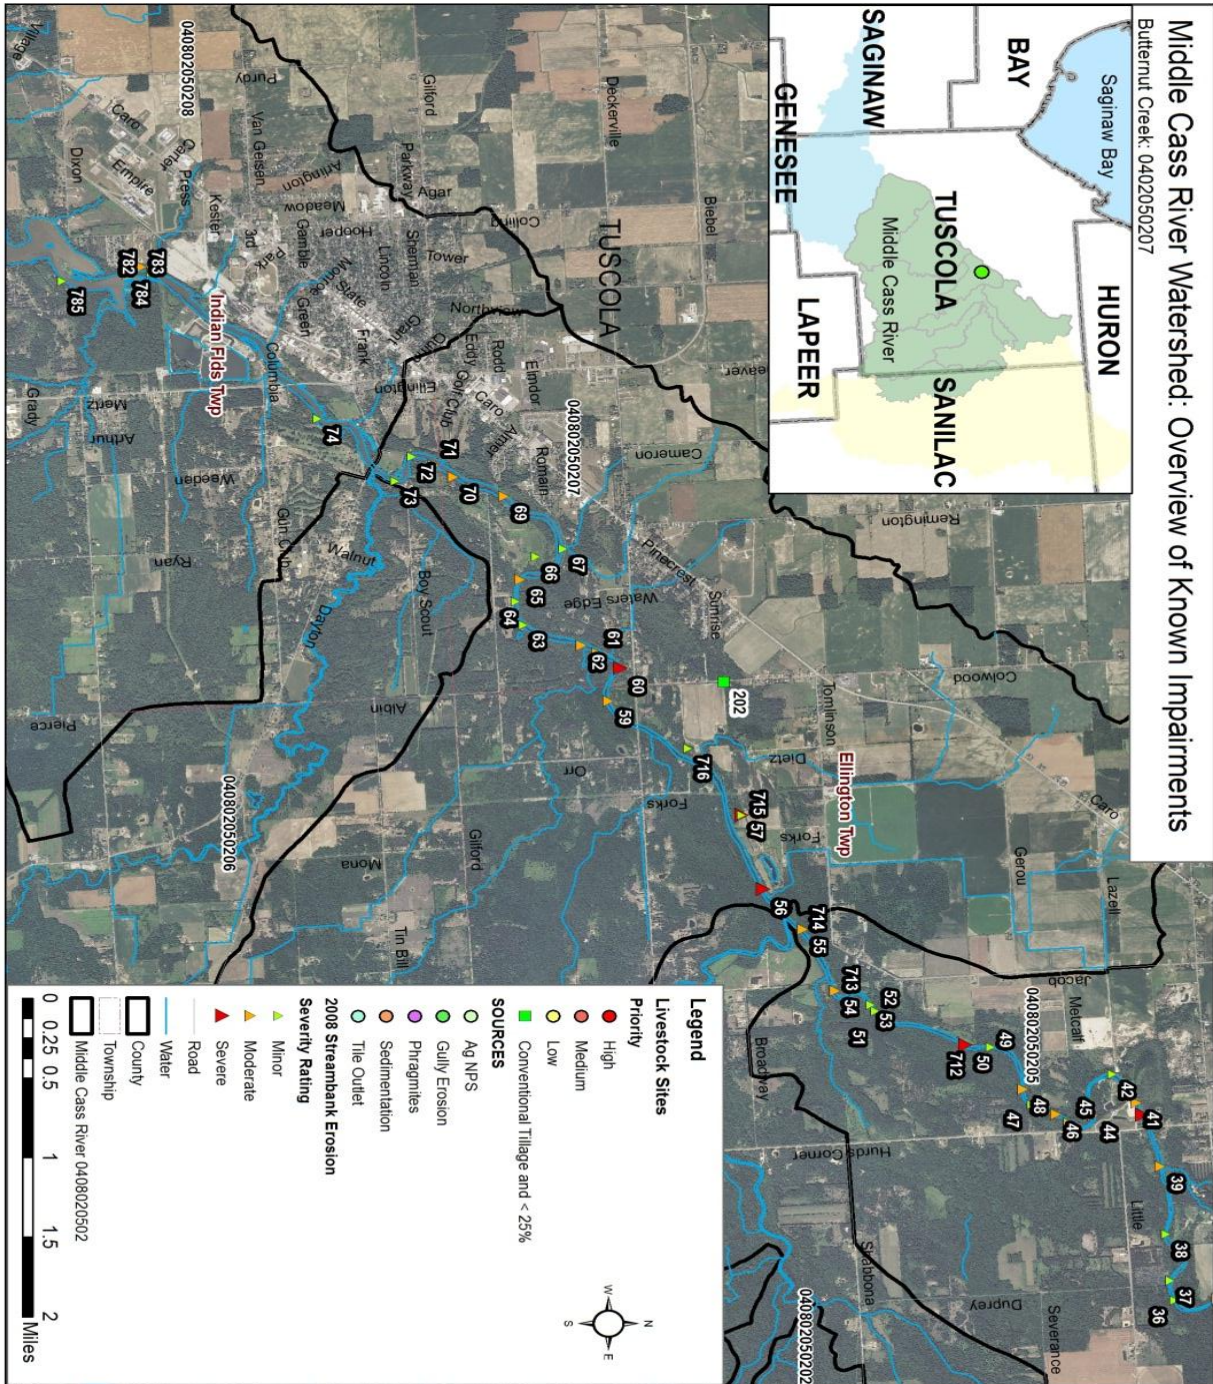 Middle Cass River Watershed: Overview of Known Impairments
Butternut Creek: 0402050207
Saginaw Bay
BAY
HURON
SAGINAW
TUSCOLA
SANILAC
Middle Cass River
GENESEE
LAPEER
Lazell
Caro
Jacob
Metcalf
Little
Severance
Gerou
Colwood
Remington
Duprey
Hurds Corner
Shabbona
Broadway
040802050205
040802050202
Ellington Twp
Tomlinson
Dietz
Forks
Forks
Sunrise
Pinecrest
Waters Edge
Cameron
Biebel
Deckerville
TUSCOLA
040802050207
Elmdor
Rodd
Eddy
Golf Club
Caro
Romain
Colling
Northview
Tower
Agar
Parkway
Gilford
Sherman
Lincoln
Hooper
Meadow
Arlington
Van Geisen
Purdy
040802050208
Grant
State
Monroe
Gamble
Green
Frank
Ellington
Park
3rd
Kester
Press
Carter
Empire
Caro
Dixon
Village
Indian Flds Twp
Columbia
Mertz
Arthur
Grady
Weeden
Ryan
Gun Club
Walnut
Dayton
Boy Scout
Albin
Pierce
Orr
Gilford
Mona
Tin Bill
040802050206
36
37
38
39
41
42
44
45
46
47
48
49
50
712
51
52
53
54
713
55
714
56
57
715
716
202
59
60
61
62
63
64
65
66
67
69
70
71
72
73
74
782
783
784
785
Legend
Livestock Sites
Priority
High
Medium
Low
Conventional Tillage and < 25%
SOURCES
Ag NPS
Gully Erosion
Phragmites
Sedimentation
Tile Outlet
2008 Streambank Erosion
Severity Rating
Minor
Moderate
Severe
Road
Water
County
Township
Middle Cass River 0408020502
N
W
E
S
0 0.25 0.5 1 1.5 2
Miles